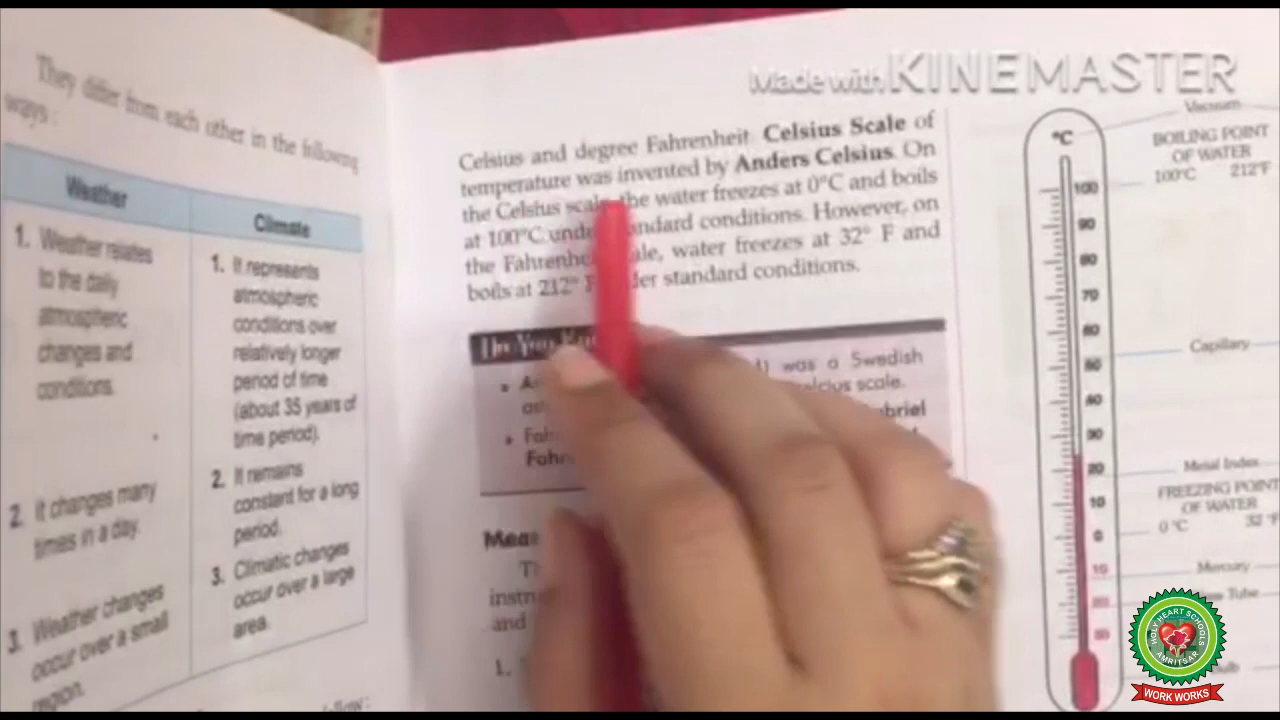 Made with KINEMASTER
They differ from each other in the following
ways :
Weather
1. Weather relates
to the daily
atmospheric
changes and
conditions.
2. It changes many
times in a day.
3. Weather changes
occur over a small
region.
Climate
1. It represents
atmospheric
conditions over
relatively longer
period of time
(about 35 years of
time period).
2. It remains
constant for a long
period.
3. Climatic changes
occur over a large
area.
Celsius and degree Fahrenheit. Celsius Scale of
temperature was invented by Anders Celsius. On
the Celsius scale, the water freezes at 0°C and boils
at 100°C under standard conditions. However, on
the Fahrenheit scale, water freezes at 32° F and
boils at 212° F under standard conditions.
Do You
was a Swedish
scale.
1.
Vacuum
°C
BOILING POINT
OF WATER
100°C 212°F
100
90
80
70
60
50
Capillary
40
30
20
Metal Index
10
FREEZING POINT
OF WATER
0°C 32 °F
0
10
Mercury
20
Tube
30
HOLY HEART SCHOOLS
AMRITSAR
WORK WORKS